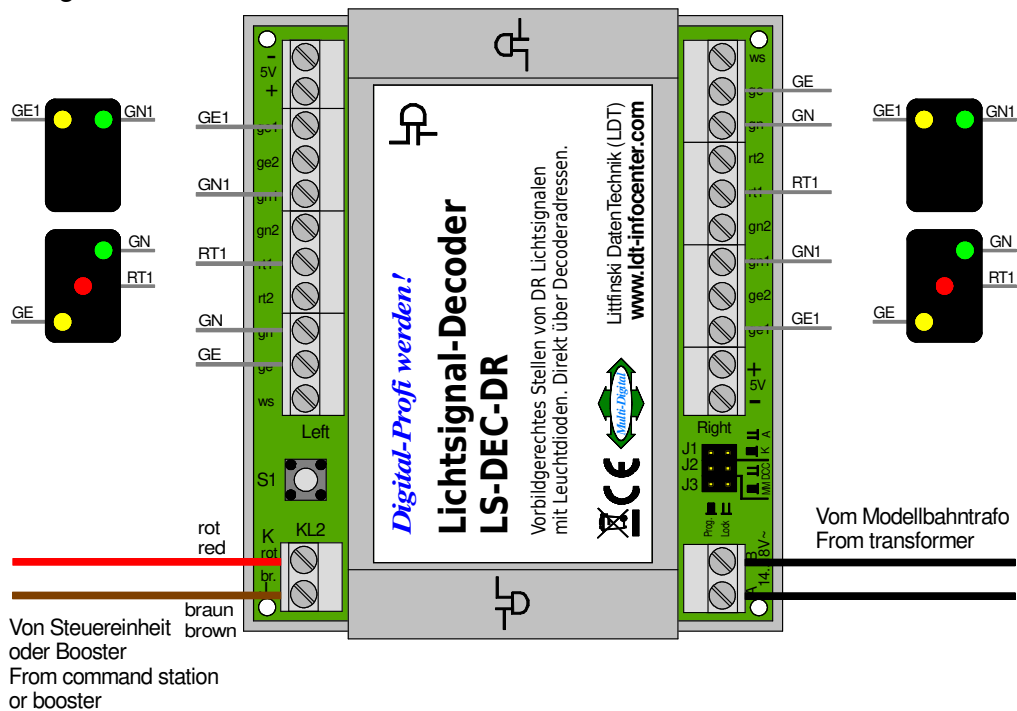 GE1
GN1
GN
RT1
GE
GE1
GN1
RT1
GN
GE
-
5V
+
ge1
ge2
gn1
gn2
rt1
rt2
gn
ge
ws
Left
S1
K
KL2
rot
br.
rot
red
braun
brown
Von Steuereinheit
oder Booster
From command station
or booster
Digital-Profi werden!
Lichtsignal-Decoder
LS-DEC-DR
Vorbildgerechtes Stellen von DR Lichtsignalen
mit Leuchtdioden. Direkt über Decoderadressen.
Littfinski DatenTechnik (LDT)
www.ldt-infocenter.com
Multi-Digital
CE
ws
ge
gn
rt2
rt1
gn2
gn1
ge2
ge1
+
5V
-
Right
J1
J2
J3
A
K
DCC
MM
Prog.
Lock
B
A
14...18V~
GE
GN
RT1
GN1
GE1
GE1
GN1
GN
RT1
GE
Vom Modellbahntrafo
From transformer